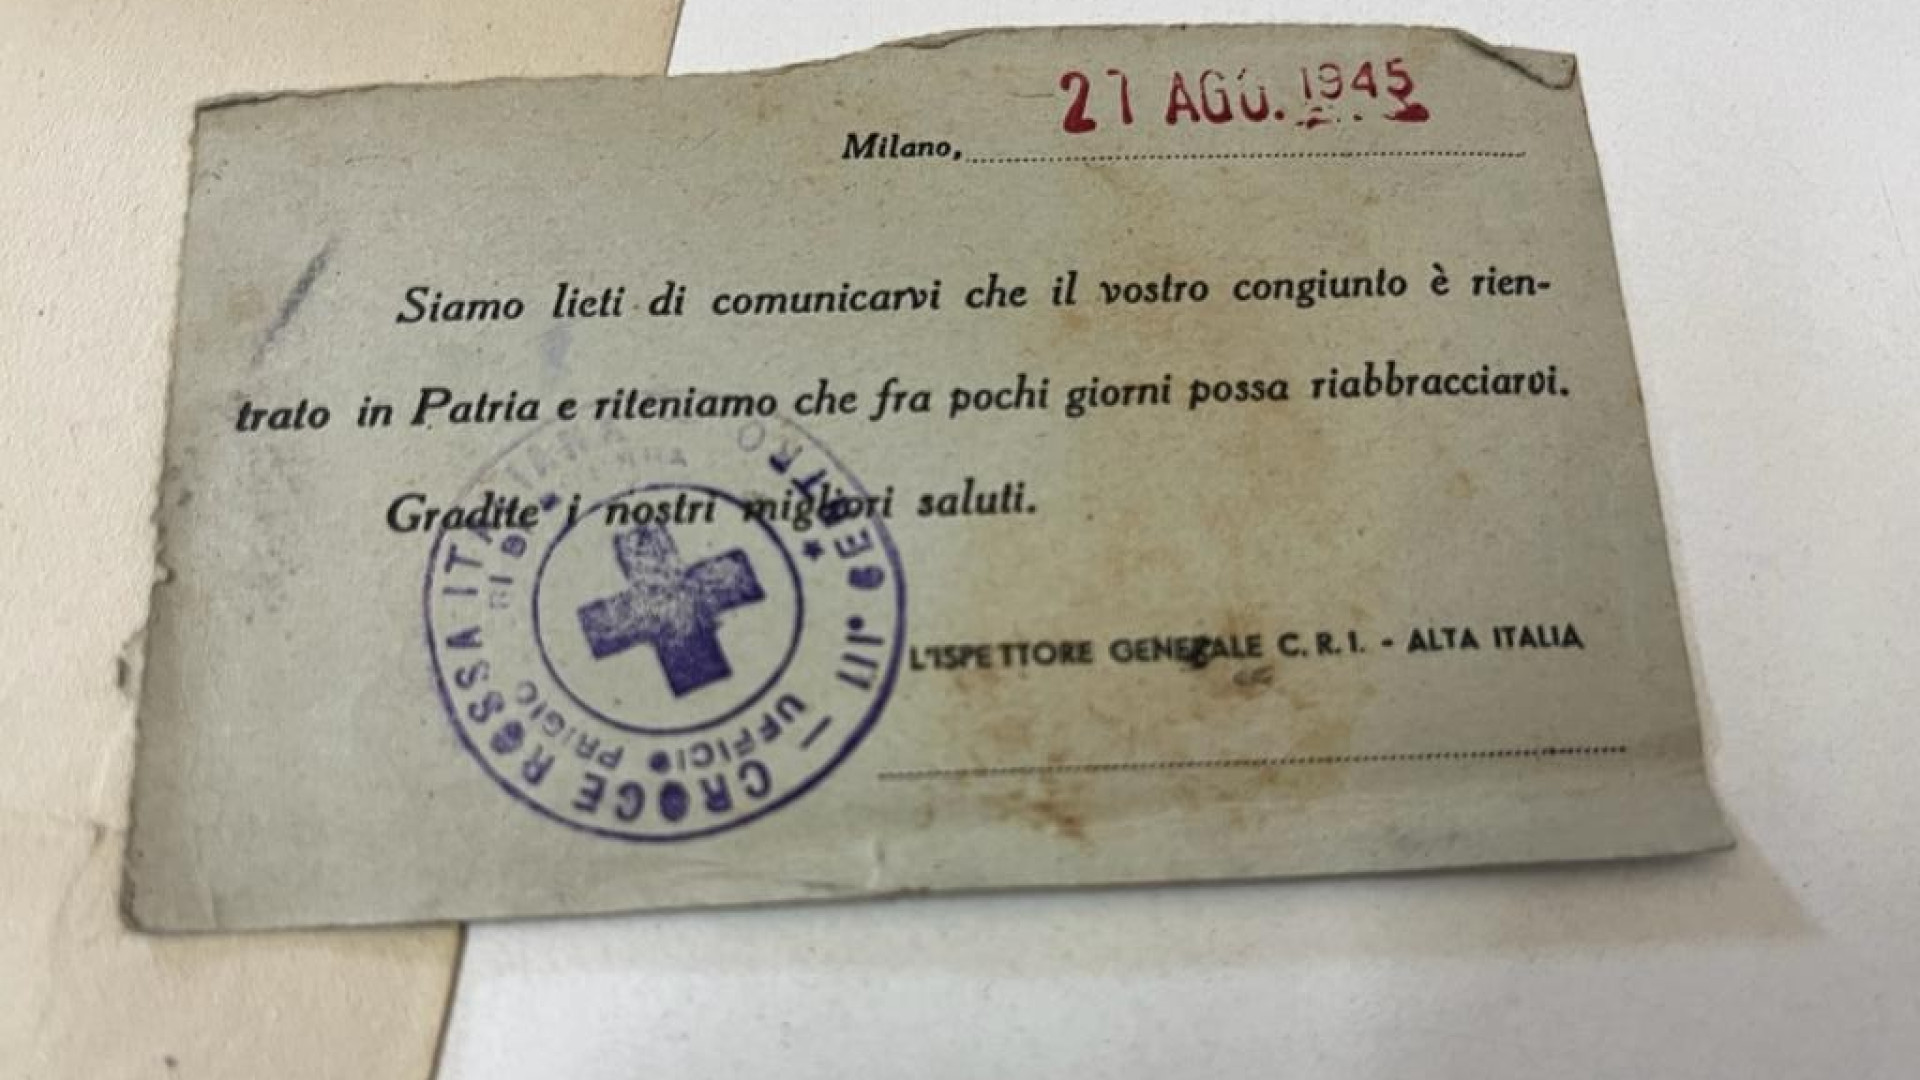 27 AGO. 1945
Milano,
Siamo lieti di comunicarvi che il vostro congiunto è rien-
trato in Patria e riteniamo che fra pochi giorni possa riabbracciarvi.
Gradite i nostri migliori saluti.
L'ISPETTORE GENERALE C. R. I. - ALTA ITALIA
CROCE ROSSA ITALIANA
UFFICIO